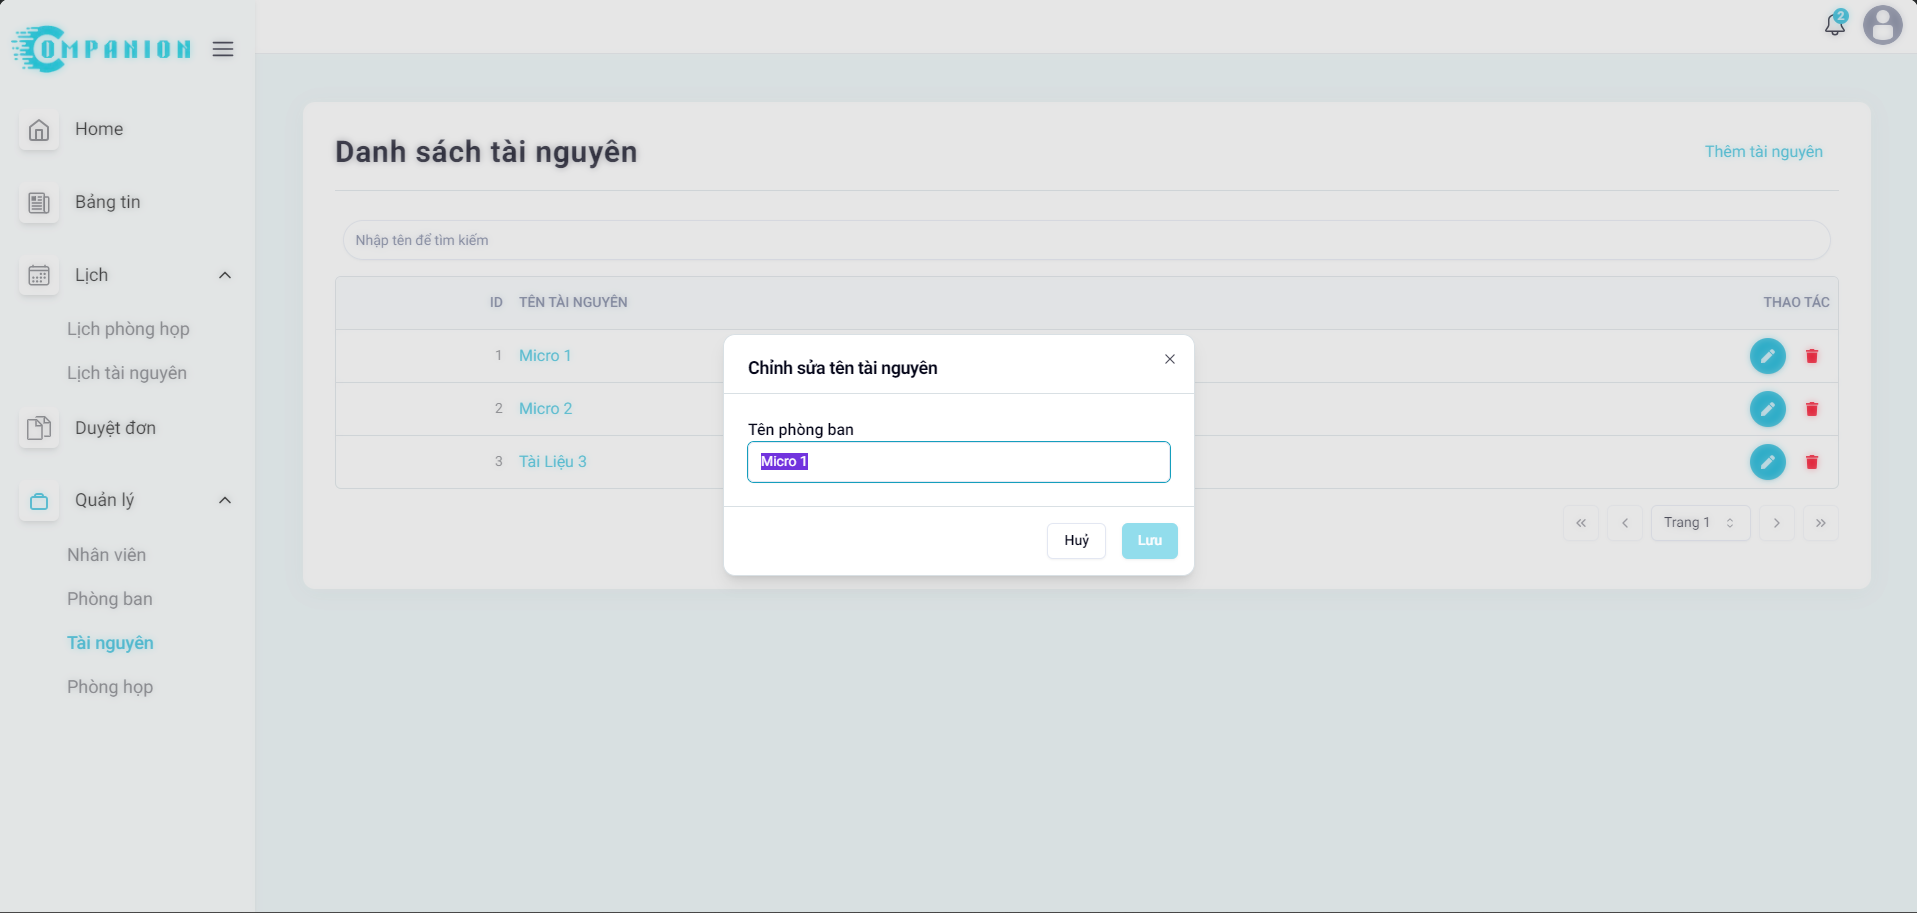 COMPANION
2
Home
Bảng tin
Lịch
Lịch phòng họp
Lịch tài nguyên
Duyệt đơn
Quản lý
Nhân viên
Phòng ban
Tài nguyên
Phòng họp
Danh sách tài nguyên
Thêm tài nguyên
Nhập tên để tìm kiếm
ID TÊN TÀI NGUYÊN THAO TÁC
1 Micro 1
2 Micro 2
3 Tài Liệu 3
Trang 1
Chỉnh sửa tên tài nguyên
Tên phòng ban
Micro 1
Huỷ Lưu